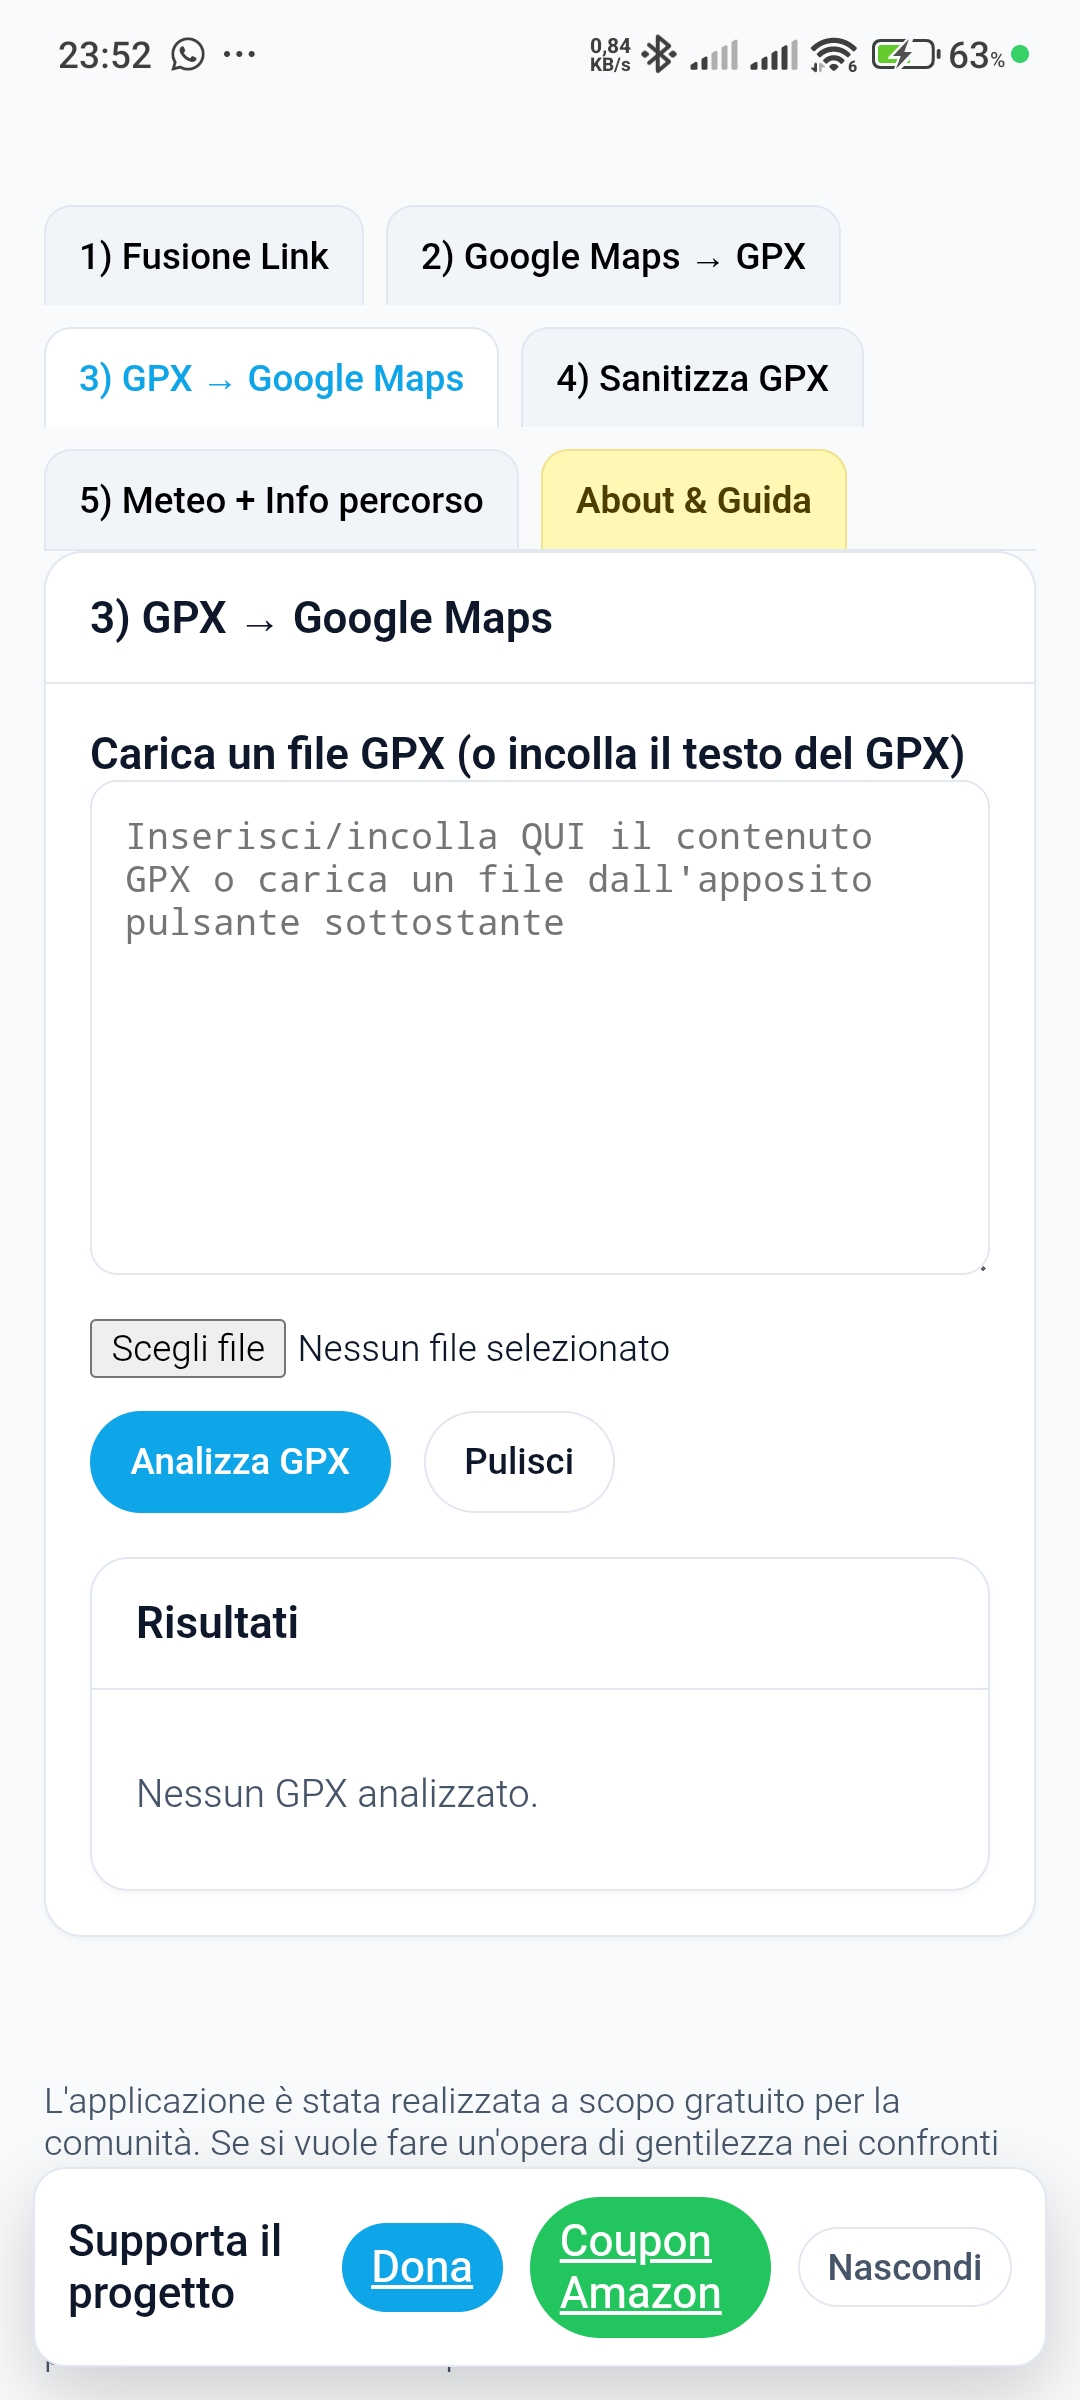 23:52
0,84
KB/s
6
63%
1) Fusione Link
2) Google Maps → GPX
3) GPX → Google Maps
4) Sanitizza GPX
5) Meteo + Info percorso
About & Guida
3) GPX → Google Maps
Carica un file GPX (o incolla il testo del GPX)
Inserisci/incolla QUI il contenuto
GPX o carica un file dall'apposito
pulsante sottostante
Scegli file
Nessun file selezionato
Analizza GPX
Pulisci
Risultati
Nessun GPX analizzato.
L'applicazione è stata realizzata a scopo gratuito per la
comunità. Se si vuole fare un'opera di gentilezza nei confronti
Supporta il
progetto
Dona
Coupon
Amazon
Nascondi